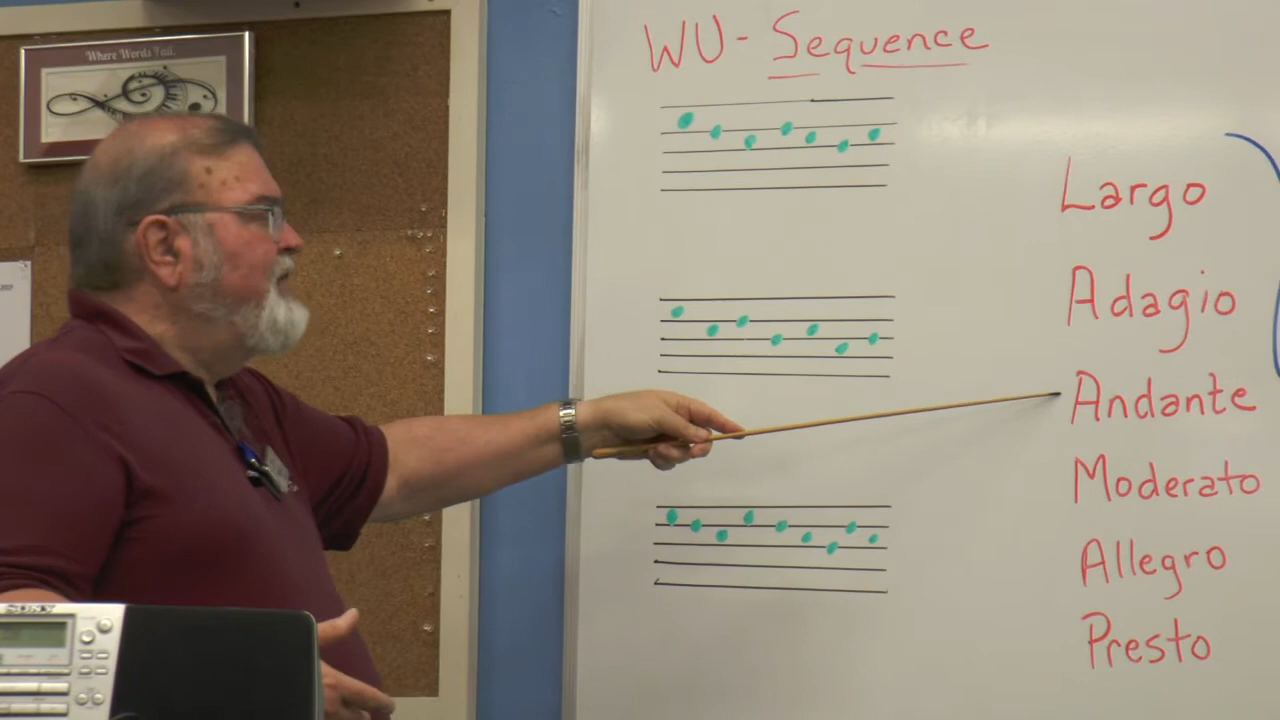 Where Words Fail,
WU - Sequence
Largo
Adagio
Andante
Moderato
Allegro
Presto
SONY